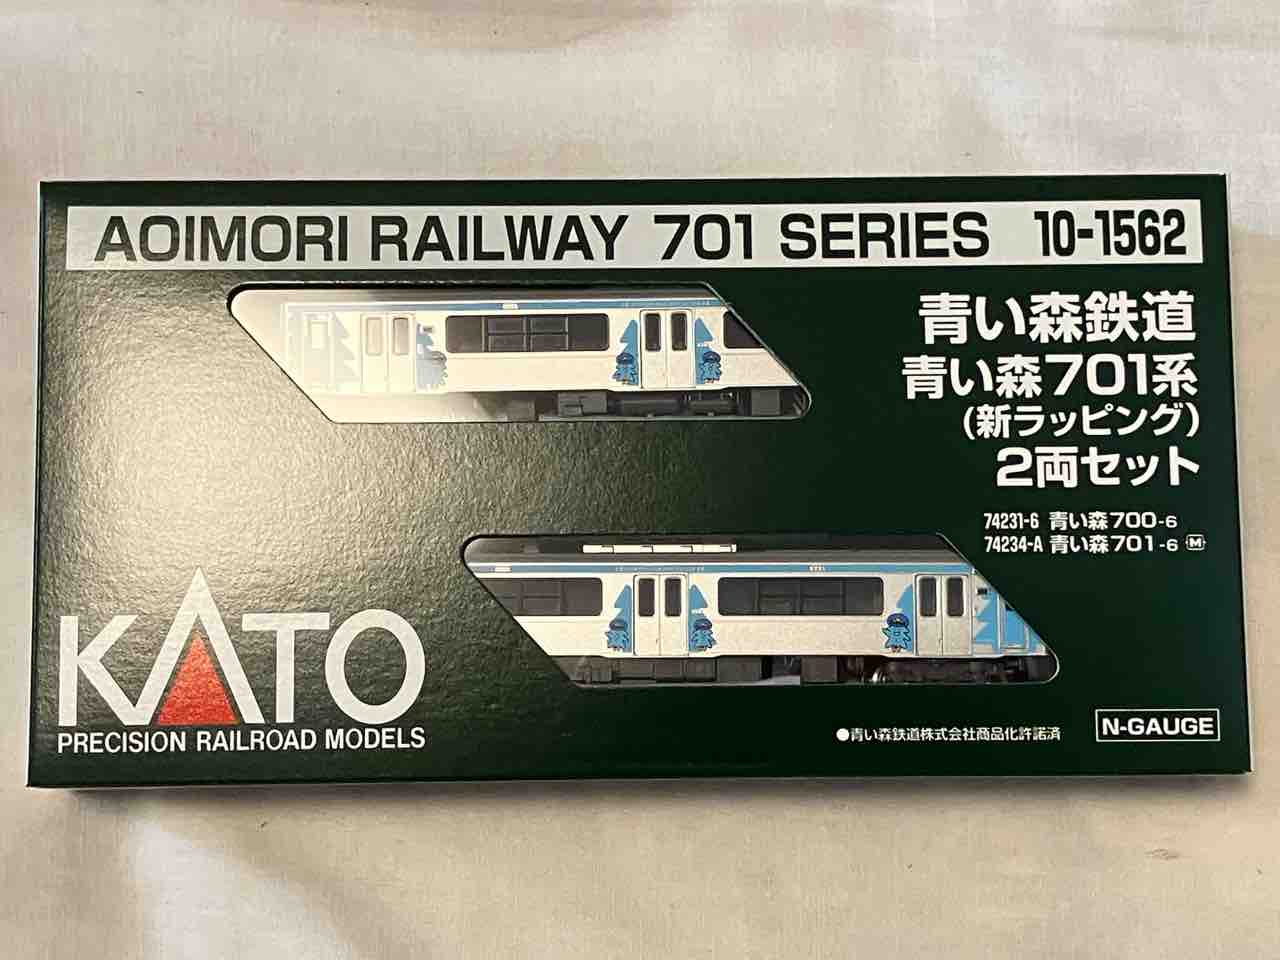 AOIMORI RAILWAY 701 SERIES 10-1562
青い森鉄道
青い森701系
(新ラッピング)
2両セット
74231-6 青い森700-6
74234-A 青い森701-6 M
KATO
PRECISION RAILROAD MODELS
●青い森鉄道株式会社商品化許諾済
N-GAUGE